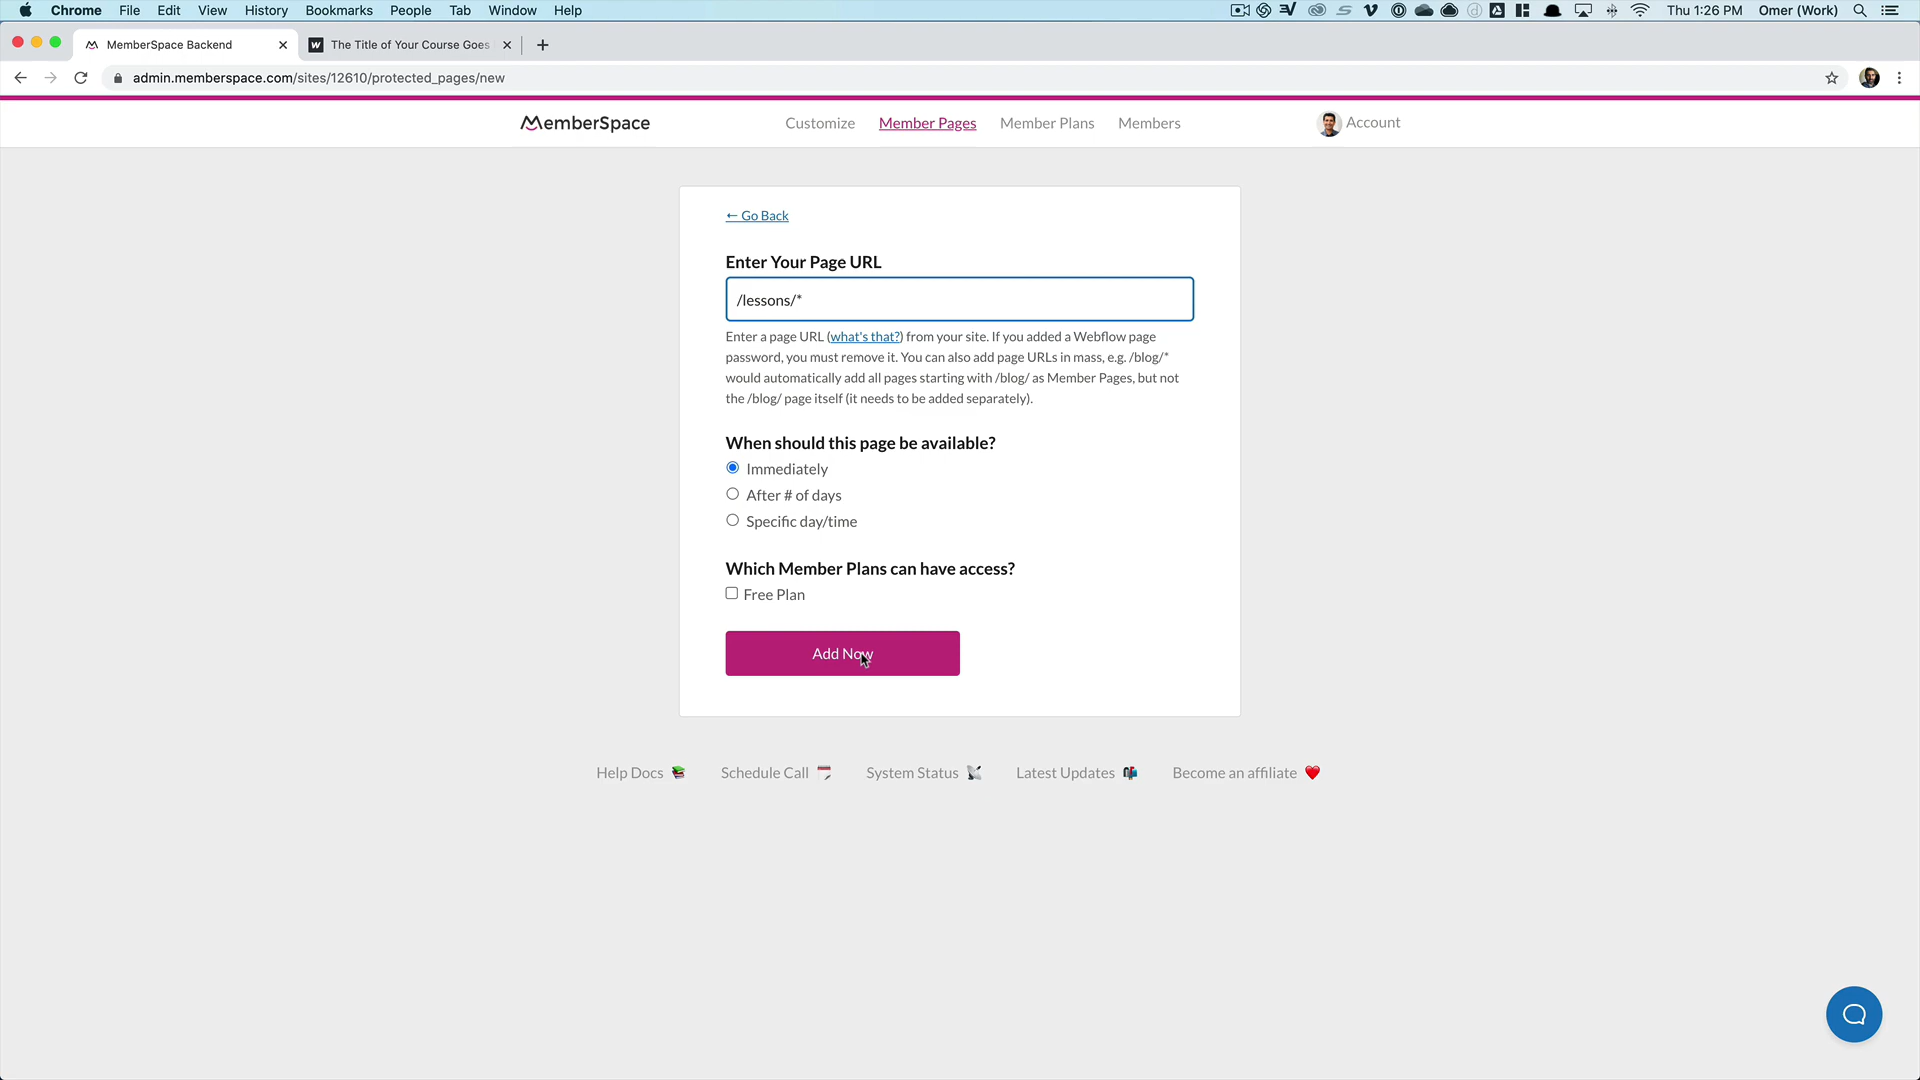 Chrome File Edit View History Bookmarks People Tab Window Help Thu 1:26 PM Omer (Work)
MemberSpace Backend The Title of Your Course Goes
admin.memberspace.com/sites/12610/protected_pages/new
MemberSpace Customize Member Pages Member Plans Members Account
← Go Back
Enter Your Page URL
/lessons/*
Enter a page URL (what's that?) from your site. If you added a Webflow page
password, you must remove it. You can also add page URLs in mass, e.g. /blog/*
would automatically add all pages starting with /blog/ as Member Pages, but not
the /blog/ page itself (it needs to be added separately).
When should this page be available?
Immediately
After # of days
Specific day/time
Which Member Plans can have access?
Free Plan
Add Now
Help Docs Schedule Call System Status Latest Updates Become an affiliate